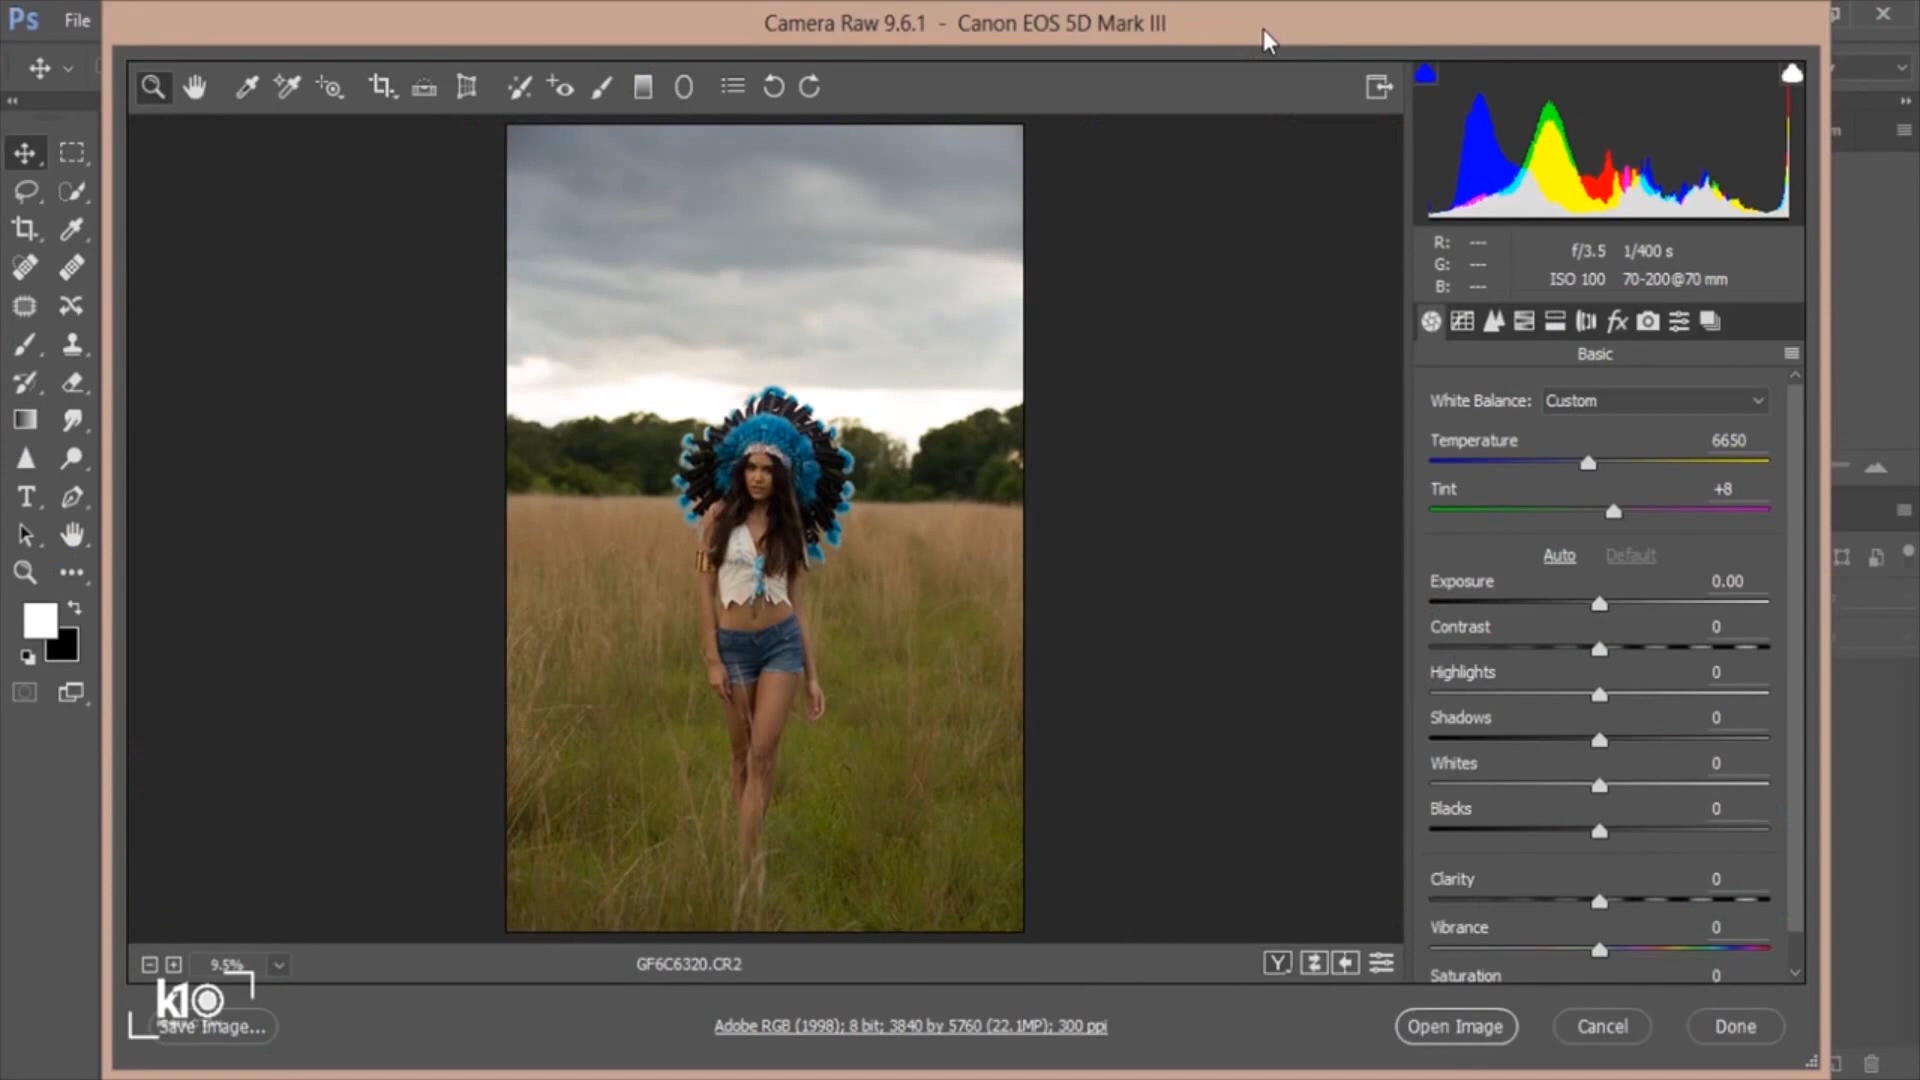 Ps File
Camera Raw 9.6.1 - Canon EOS 5D Mark III
R: ---
G: ---
B: ---
f/3.5 1/400 s
ISO 100 70-200@70 mm
fx
Basic
White Balance: Custom
Temperature 6650
Tint +8
Auto Default
Exposure 0.00
Contrast 0
Highlights 0
Shadows 0
Whites 0
Blacks 0
Clarity 0
Vibrance 0
Saturation 0
9.5%
GF6C6320.CR2
Y
k1
Save Image...
Adobe RGB (1998); 8 bit; 3840 by 5760 (22.1MP); 300 ppi
Open Image
Cancel
Done